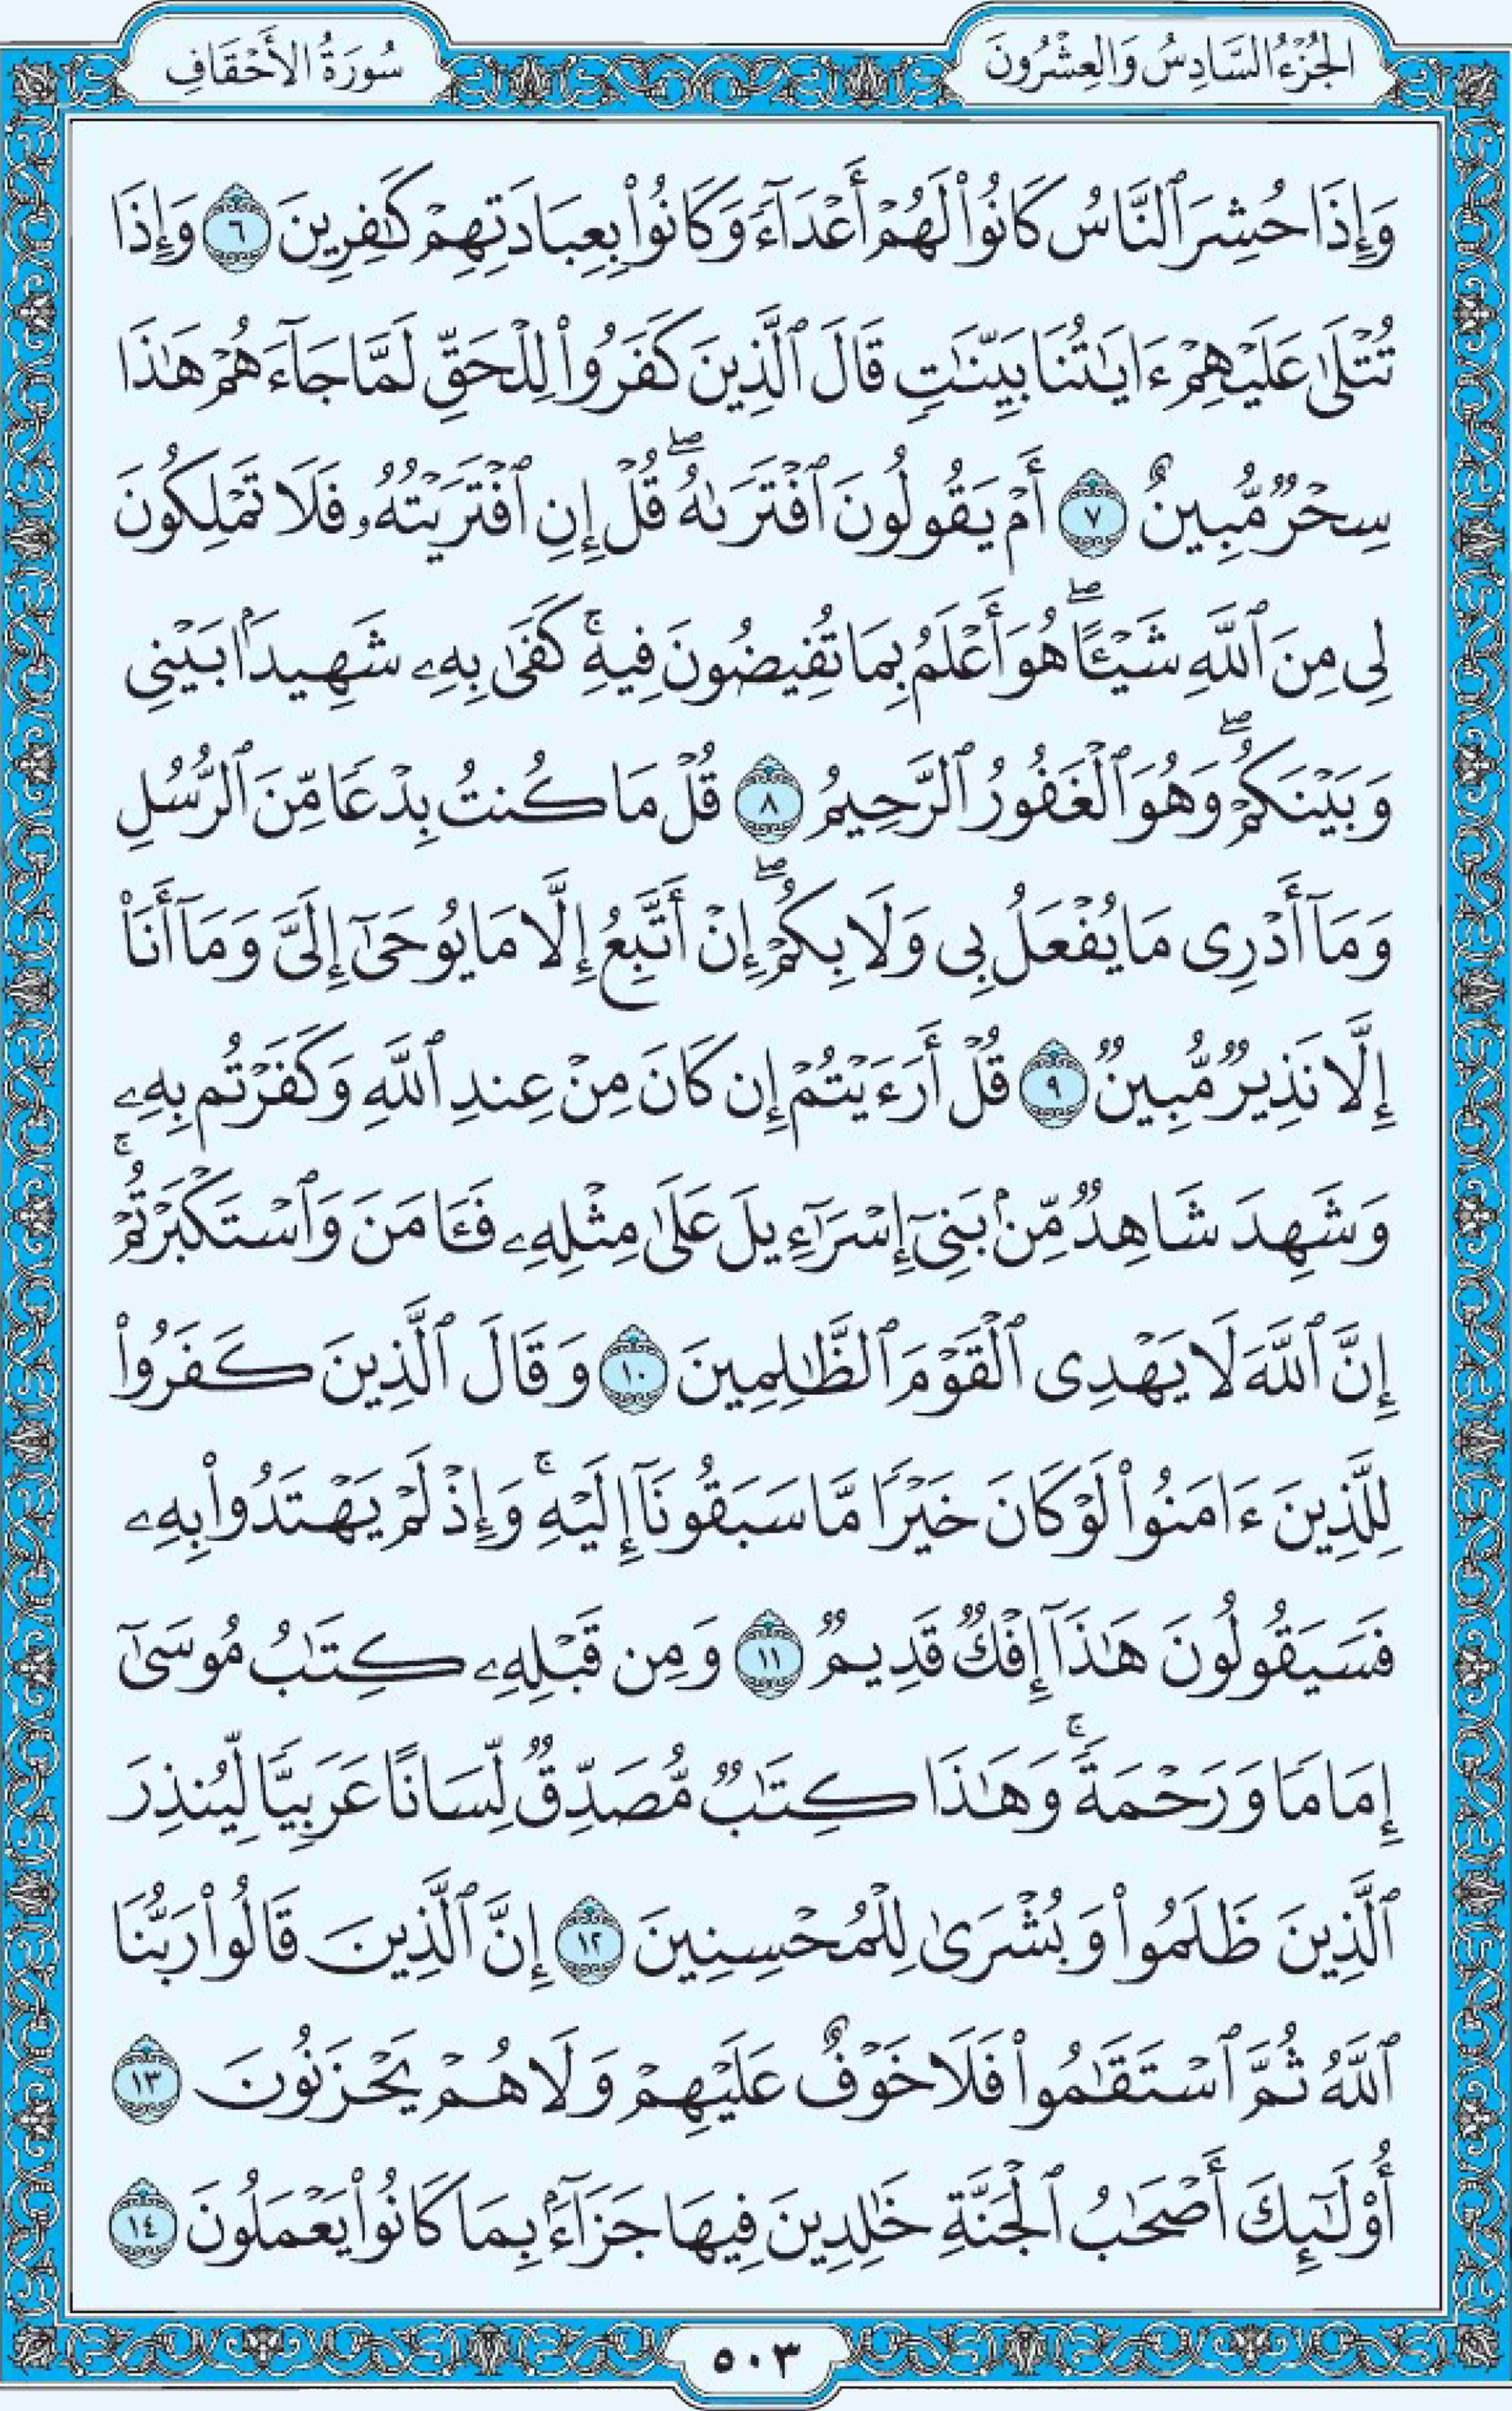 الجُزْءُ السَّادِسُ وَالعِشْرُونَ
سُورَةُ الأَحْقَافِ
وَإِذَا حُشِرَ ٱلنَّاسُ كَانُوا۟ لَهُمْ أَعْدَآءً وَكَانُوا۟ بِعِبَادَتِهِمْ كَٰفِرِينَ ٦ وَإِذَا
تُتْلَىٰ عَلَيْهِمْ ءَايَٰتُنَا بَيِّنَٰتٍ قَالَ ٱلَّذِينَ كَفَرُوا۟ لِلْحَقِّ لَمَّا جَآءَهُمْ هَٰذَا
سِحْرٌ مُّبِينٌ ٧ أَمْ يَقُولُونَ ٱفْتَرَىٰهُ ۖ قُلْ إِنِ ٱفْتَرَيْتُهُۥ فَلَا تَمْلِكُونَ
لِى مِنَ ٱللَّهِ شَيْـًٔا ۖ هُوَ أَعْلَمُ بِمَا تُفِيضُونَ فِيهِ ۚ كَفَىٰ بِهِۦ شَهِيدًۢا بَيْنِى
وَبَيْنَكُمْ ۖ وَهُوَ ٱلْغَفُورُ ٱلرَّحِيمُ ٨ قُلْ مَا كُنتُ بِدْعًا مِّنَ ٱلرُّسُلِ
وَمَآ أَدْرِى مَا يُفْعَلُ بِى وَلَا بِكُمْ ۖ إِنْ أَتَّبِعُ إِلَّا مَا يُوحَىٰٓ إِلَىَّ وَمَآ أَنَا۠
إِلَّا نَذِيرٌ مُّبِينٌ ٩ قُلْ أَرَءَيْتُمْ إِن كَانَ مِنْ عِندِ ٱللَّهِ وَكَفَرْتُم بِهِۦ
وَشَهِدَ شَاهِدٌ مِّنۢ بَنِىٓ إِسْرَٰٓءِيلَ عَلَىٰ مِثْلِهِۦ فَـَٔامَنَ وَٱسْتَكْبَرْتُمْ ۚ
إِنَّ ٱللَّهَ لَا يَهْدِى ٱلْقَوْمَ ٱلظَّٰلِمِينَ ١٠ وَقَالَ ٱلَّذِينَ كَفَرُوا۟
لِلَّذِينَ ءَامَنُوا۟ لَوْ كَانَ خَيْرًا مَّا سَبَقُونَآ إِلَيْهِ ۚ وَإِذْ لَمْ يَهْتَدُوا۟ بِهِۦ
فَسَيَقُولُونَ هَٰذَآ إِفْكٌ قَدِيمٌ ١١ وَمِن قَبْلِهِۦ كِتَٰبُ مُوسَىٰٓ
إِمَامًا وَرَحْمَةً ۚ وَهَٰذَا كِتَٰبٌ مُّصَدِّقٌ لِّسَانًا عَرَبِيًّا لِّيُنذِرَ
ٱلَّذِينَ ظَلَمُوا۟ وَبُشْرَىٰ لِلْمُحْسِنِينَ ١٢ إِنَّ ٱلَّذِينَ قَالُوا۟ رَبُّنَا
ٱللَّهُ ثُمَّ ٱسْتَقَٰمُوا۟ فَلَا خَوْفٌ عَلَيْهِمْ وَلَا هُمْ يَحْزَنُونَ ١٣
أُو۟لَٰٓئِكَ أَصْحَٰبُ ٱلْجَنَّةِ خَٰلِدِينَ فِيهَا جَزَآءًۢ بِمَا كَانُوا۟ يَعْمَلُونَ ١٤
٥٠٣